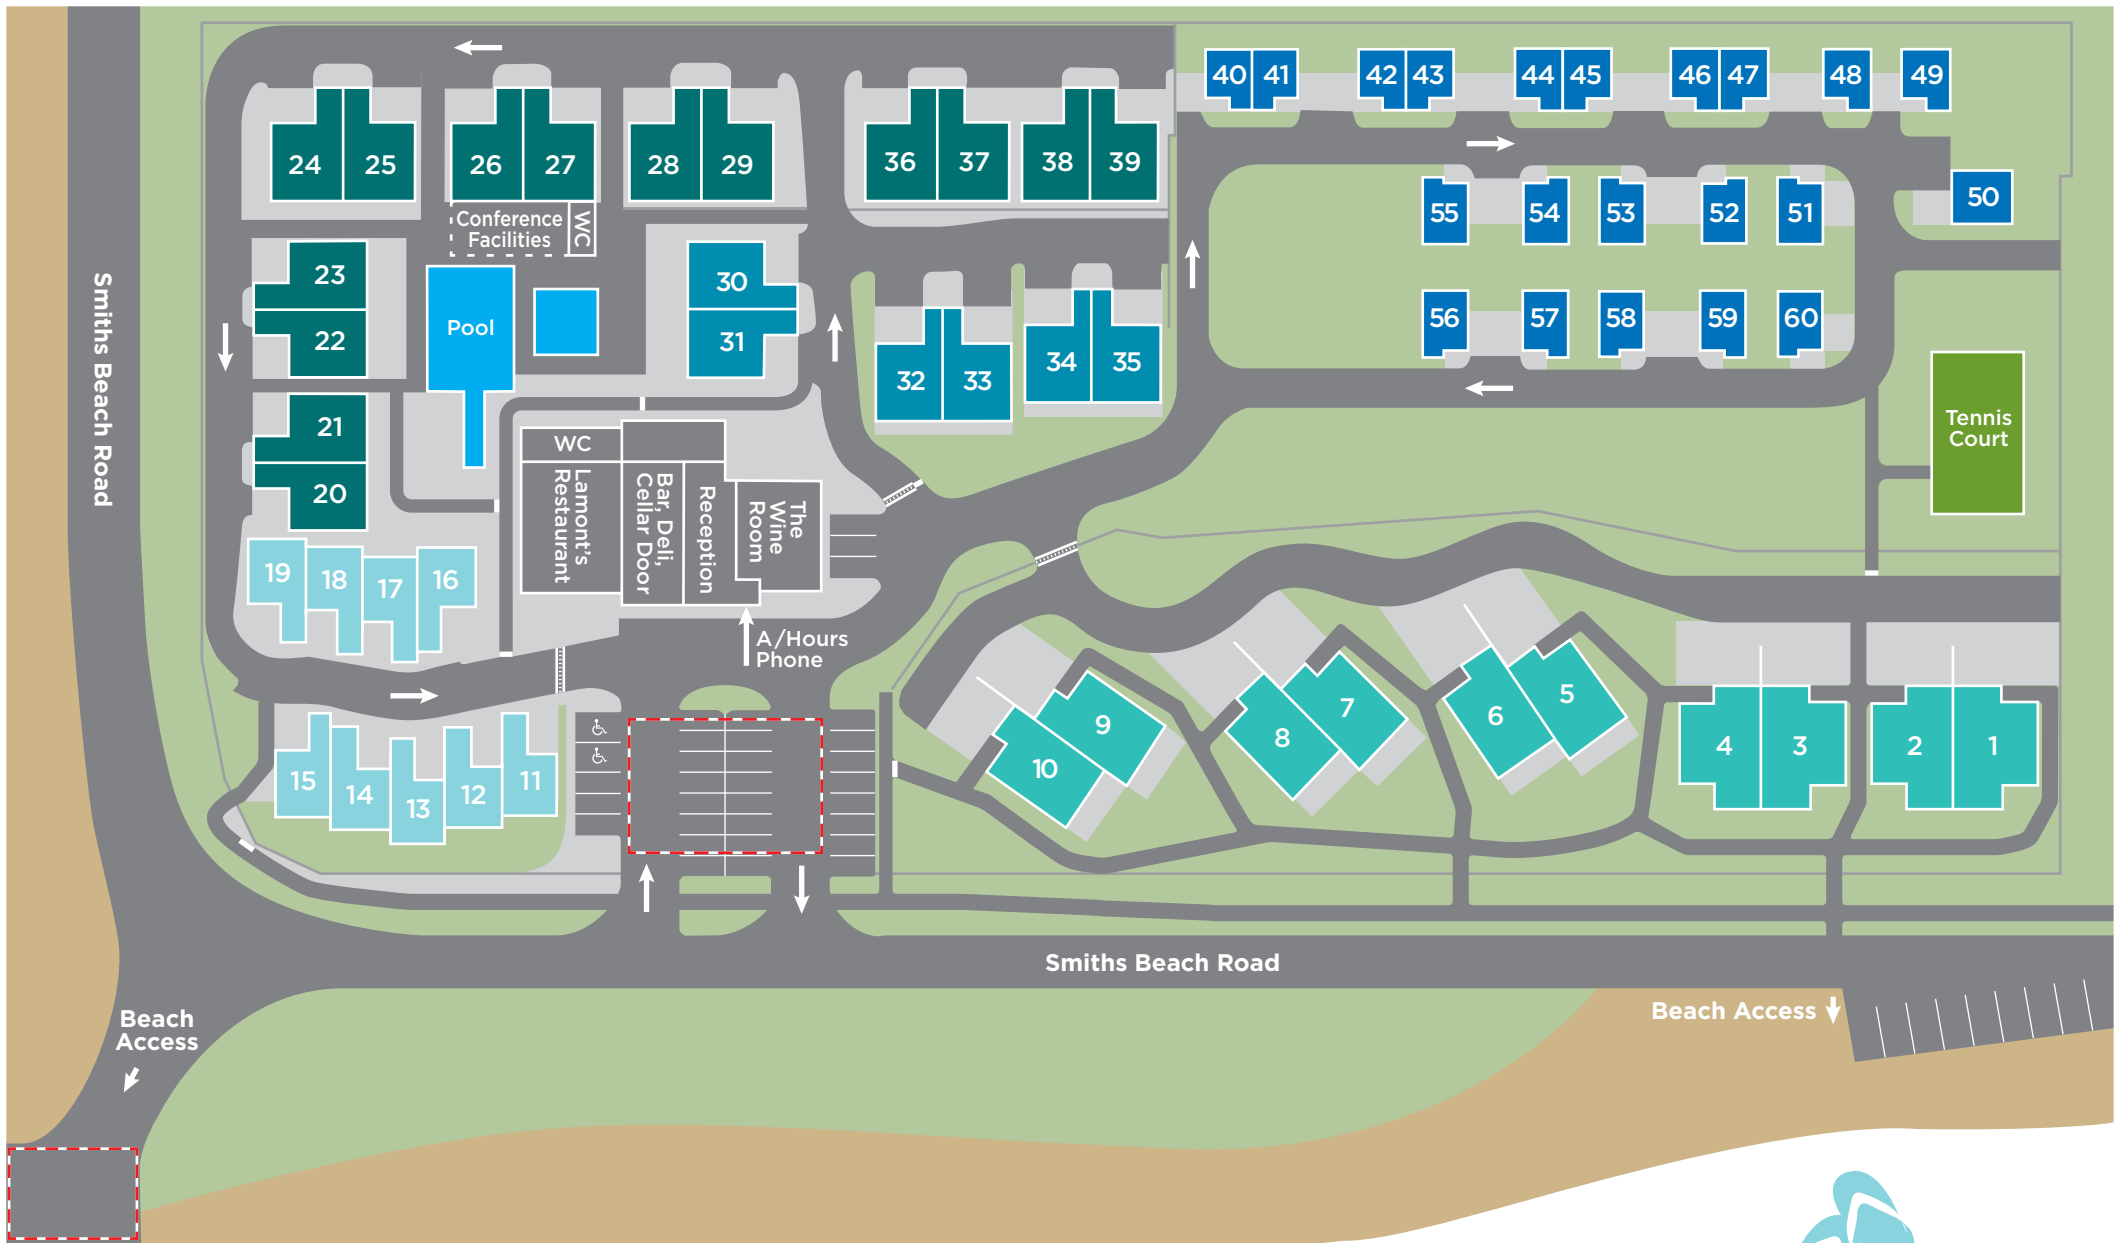 40 41 42 43 44 45 46 47 48 49
24 25 26 27 28 29 36 37 38 39
50
55 54 53 52 51
Conference
Facilities
WC
23
22
Pool
30
31
32 33 34 35
56 57 58 59 60
Smiths Beach Road
21
20
WC
Lamont's
Restaurant
Bar, Deli,
Cellar Door
Reception
The
Wine
Room
Tennis
Court
19 18 17 16
A/Hours
Phone
15 14 13 12 11
10 9 8 7 6 5 4 3 2 1
Smiths Beach Road
Beach
Access
Beach Access